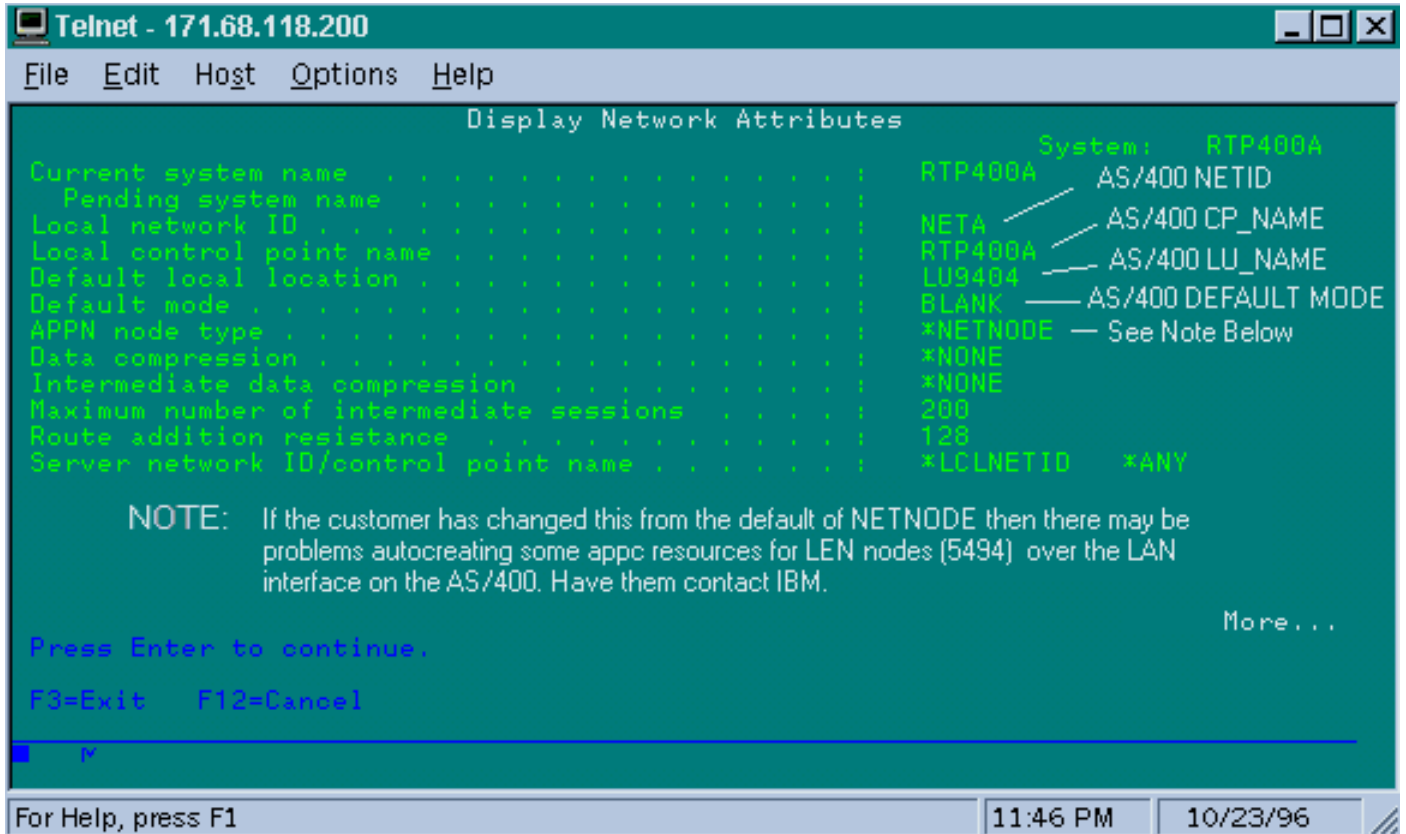 Telnet - 171.68.118.200
File Edit Host Options Help
Display Network Attributes
System: RTP400A
Current system name . . . . . . . . . . . . . . : RTP400A
AS/400 NETID
Pending system name . . . . . . . . . . . . . :
Local network ID . . . . . . . . . . . . . . . . : NETA
AS/400 CP_NAME
Local control point name . . . . . . . . . . . . : RTP400A
AS/400 LU_NAME
Default local location . . . . . . . . . . . . . : LU9404
Default mode . . . . . . . . . . . . . . . . . . : BLANK AS/400 DEFAULT MODE
APPN node type . . . . . . . . . . . . . . . . . : *NETNODE See Note Below
Data compression . . . . . . . . . . . . . . . . : *NONE
Intermediate data compression . . . . . . . . . : *NONE
Maximum number of intermediate sessions . . . . : 200
Route addition resistance . . . . . . . . . . . : 128
Server network ID/control point name . . . . . . : *LCLNETID *ANY
NOTE: If the customer has changed this from the default of NETNODE then there may be
problems autocreating some appc resources for LEN nodes (5494) over the LAN
interface on the AS/400. Have them contact IBM.
More...
Press Enter to continue.
F3=Exit F12=Cancel
For Help, press F1 11:46 PM 10/23/96